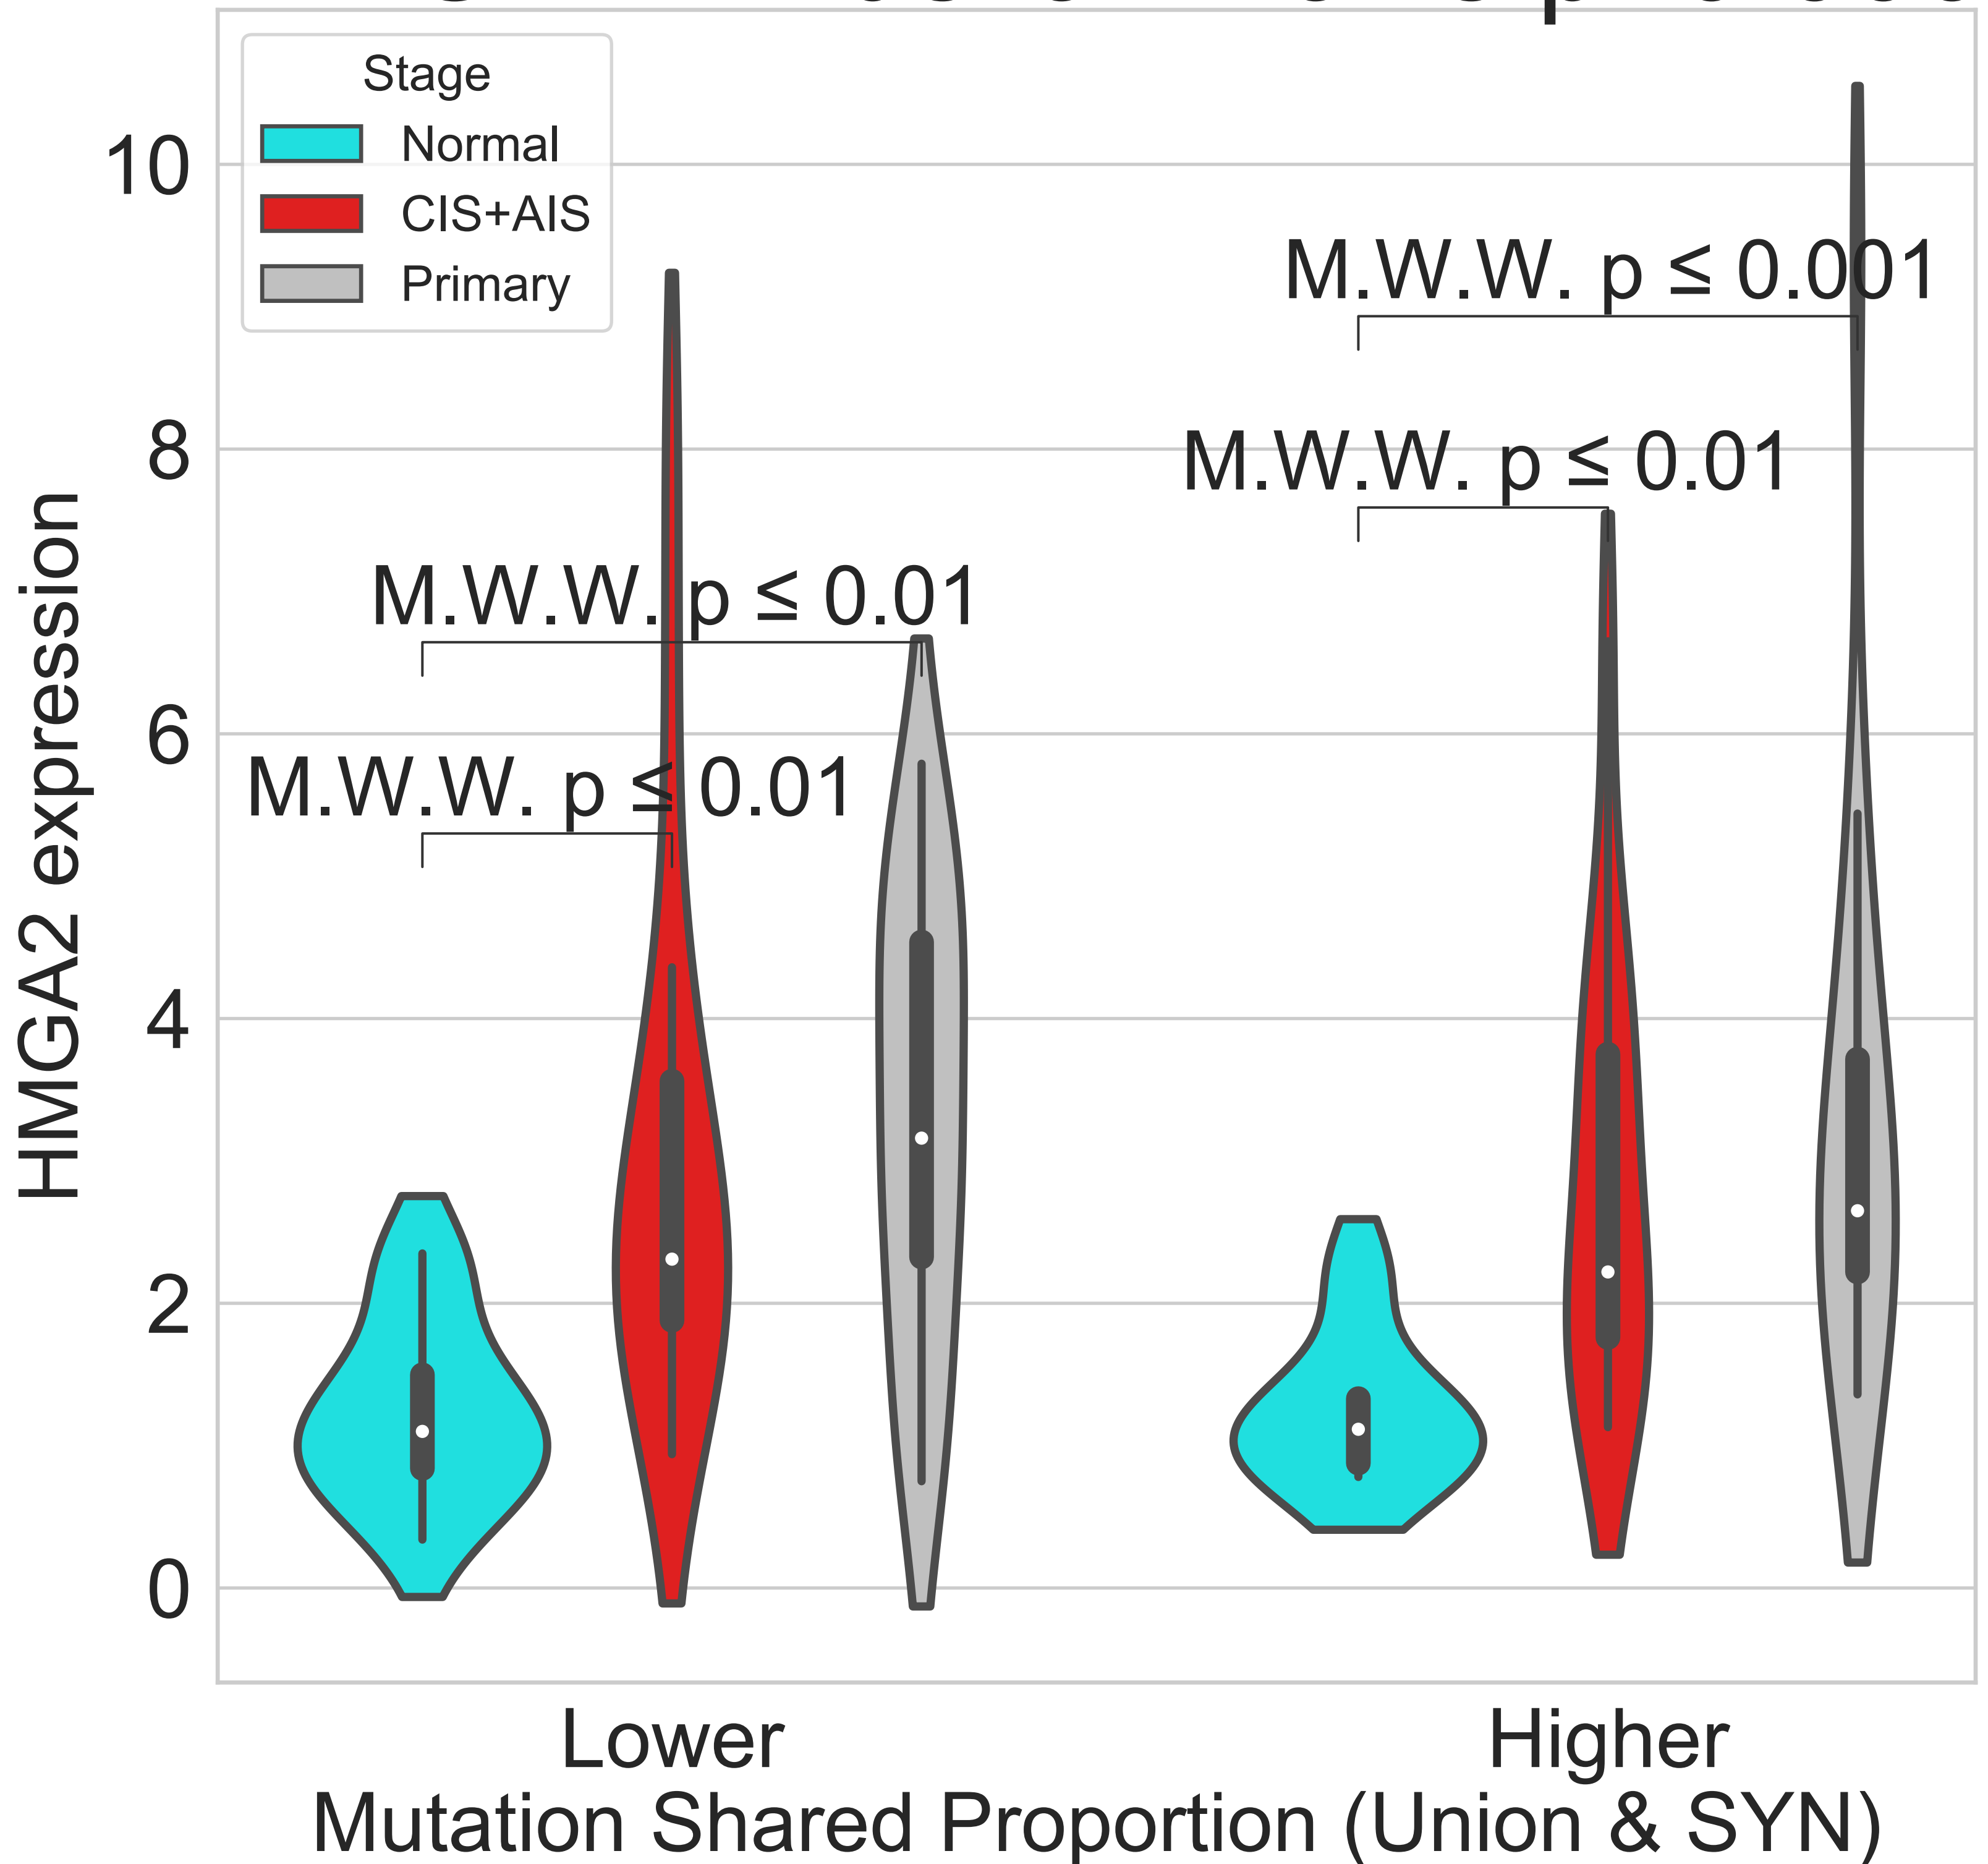 Stage
Normal
CIS+AIS
Primary
10
8
6
4
2
0
HMGA2 expression
M.W.W. p ≤ 0.001
M.W.W. p ≤ 0.01
M.W.W. p ≤ 0.01
M.W.W. p ≤ 0.01
Lower
Higher
Mutation Shared Proportion (Union & SYN)